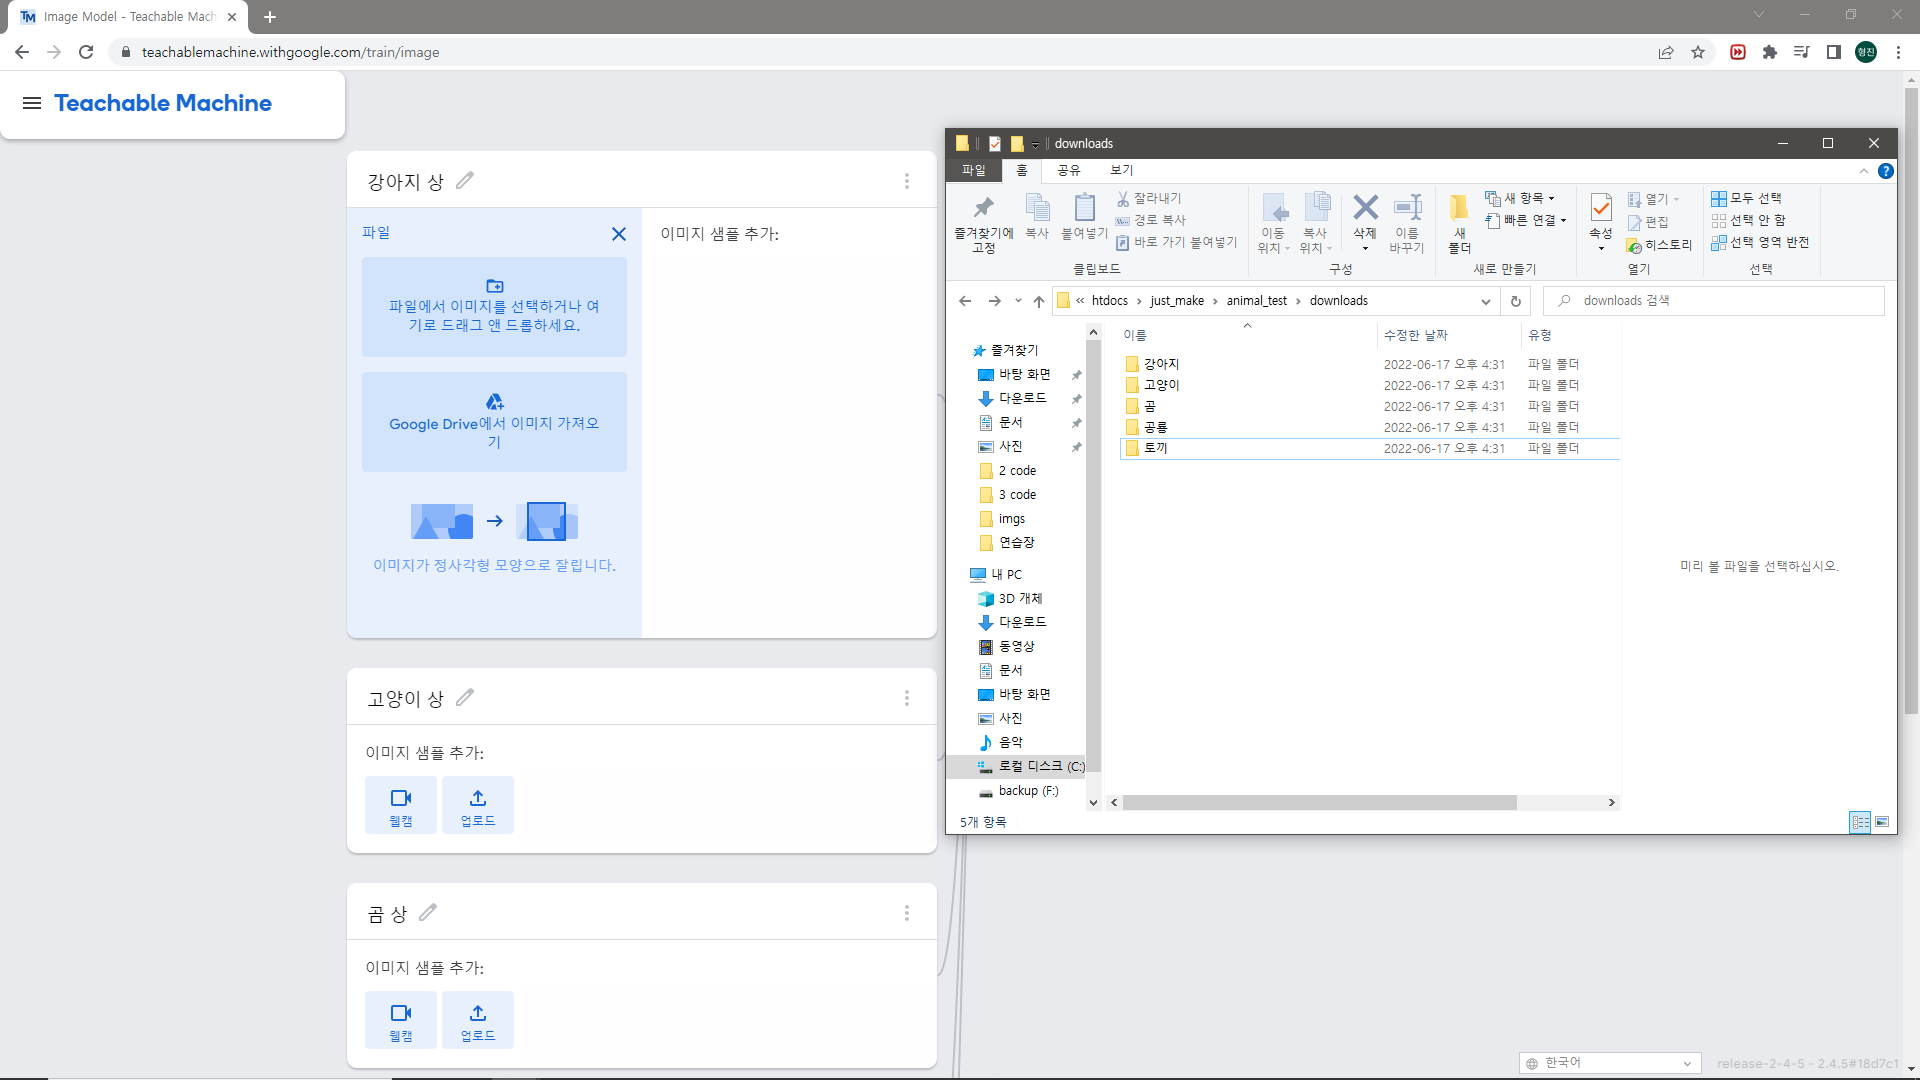 Image Model - Teachable Mach
teachablemachine.withgoogle.com/train/image
형진
Teachable Machine
강아지 상
파일
파일에서 이미지를 선택하거나 여
기로 드래그 앤 드롭하세요.
Google Drive에서 이미지 가져오
기
이미지가 정사각형 모양으로 잘립니다.
이미지 샘플 추가:
고양이 상
이미지 샘플 추가:
웹캠
업로드
곰 상
이미지 샘플 추가:
웹캠
업로드
downloads
파일
홈
공유
보기
즐겨찾기에
고정
복사
붙여넣기
잘라내기
경로 복사
바로 가기 붙여넣기
클립보드
이동
위치
복사
위치
삭제
이름
바꾸기
구성
새
폴더
새 항목
빠른 연결
새로 만들기
속성
열기
편집
히스토리
열기
모두 선택
선택 안 함
선택 영역 반전
선택
« htdocs › just_make › animal_test › downloads
downloads 검색
즐겨찾기
바탕 화면
다운로드
문서
사진
2 code
3 code
imgs
연습장
내 PC
3D 개체
다운로드
동영상
문서
바탕 화면
사진
음악
로컬 디스크 (C:)
backup (F:)
이름 수정한 날짜 유형
강아지 2022-06-17 오후 4:31 파일 폴더
고양이 2022-06-17 오후 4:31 파일 폴더
곰 2022-06-17 오후 4:31 파일 폴더
공룡 2022-06-17 오후 4:31 파일 폴더
토끼 2022-06-17 오후 4:31 파일 폴더
미리 볼 파일을 선택하십시오.
5개 항목
한국어
release-2-4-5 - 2.4.5#18d7c1